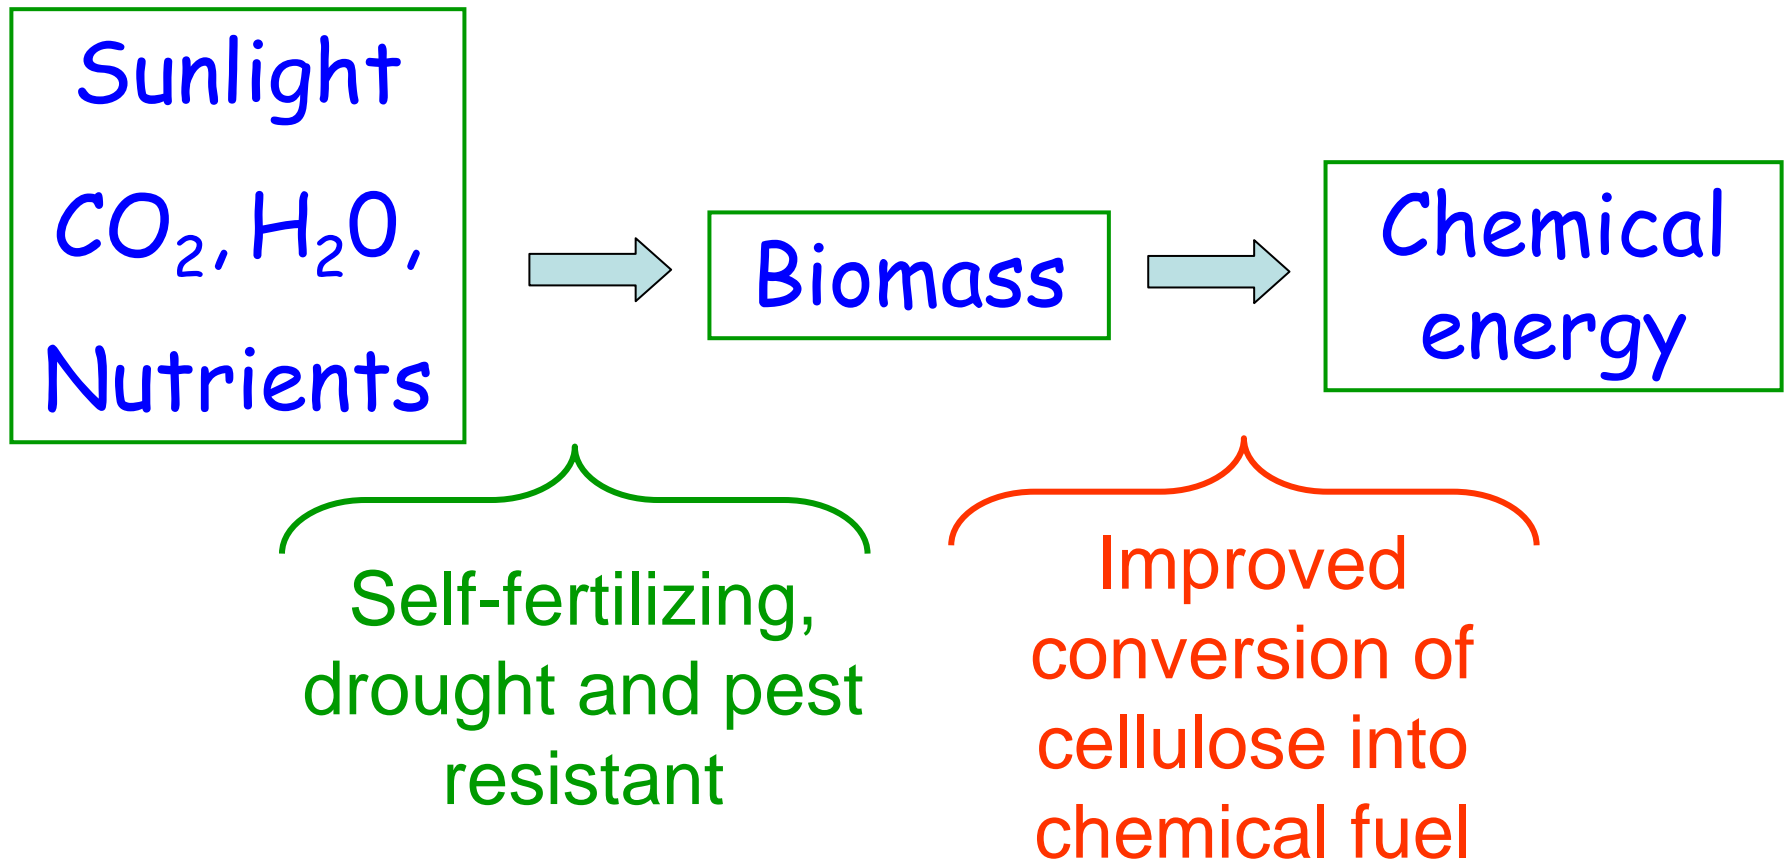 Sunlight
CO₂, H₂0,
Nutrients
Biomass
Chemical
energy
Self-fertilizing,
drought and pest
resistant
Improved
conversion of
cellulose into
chemical fuel